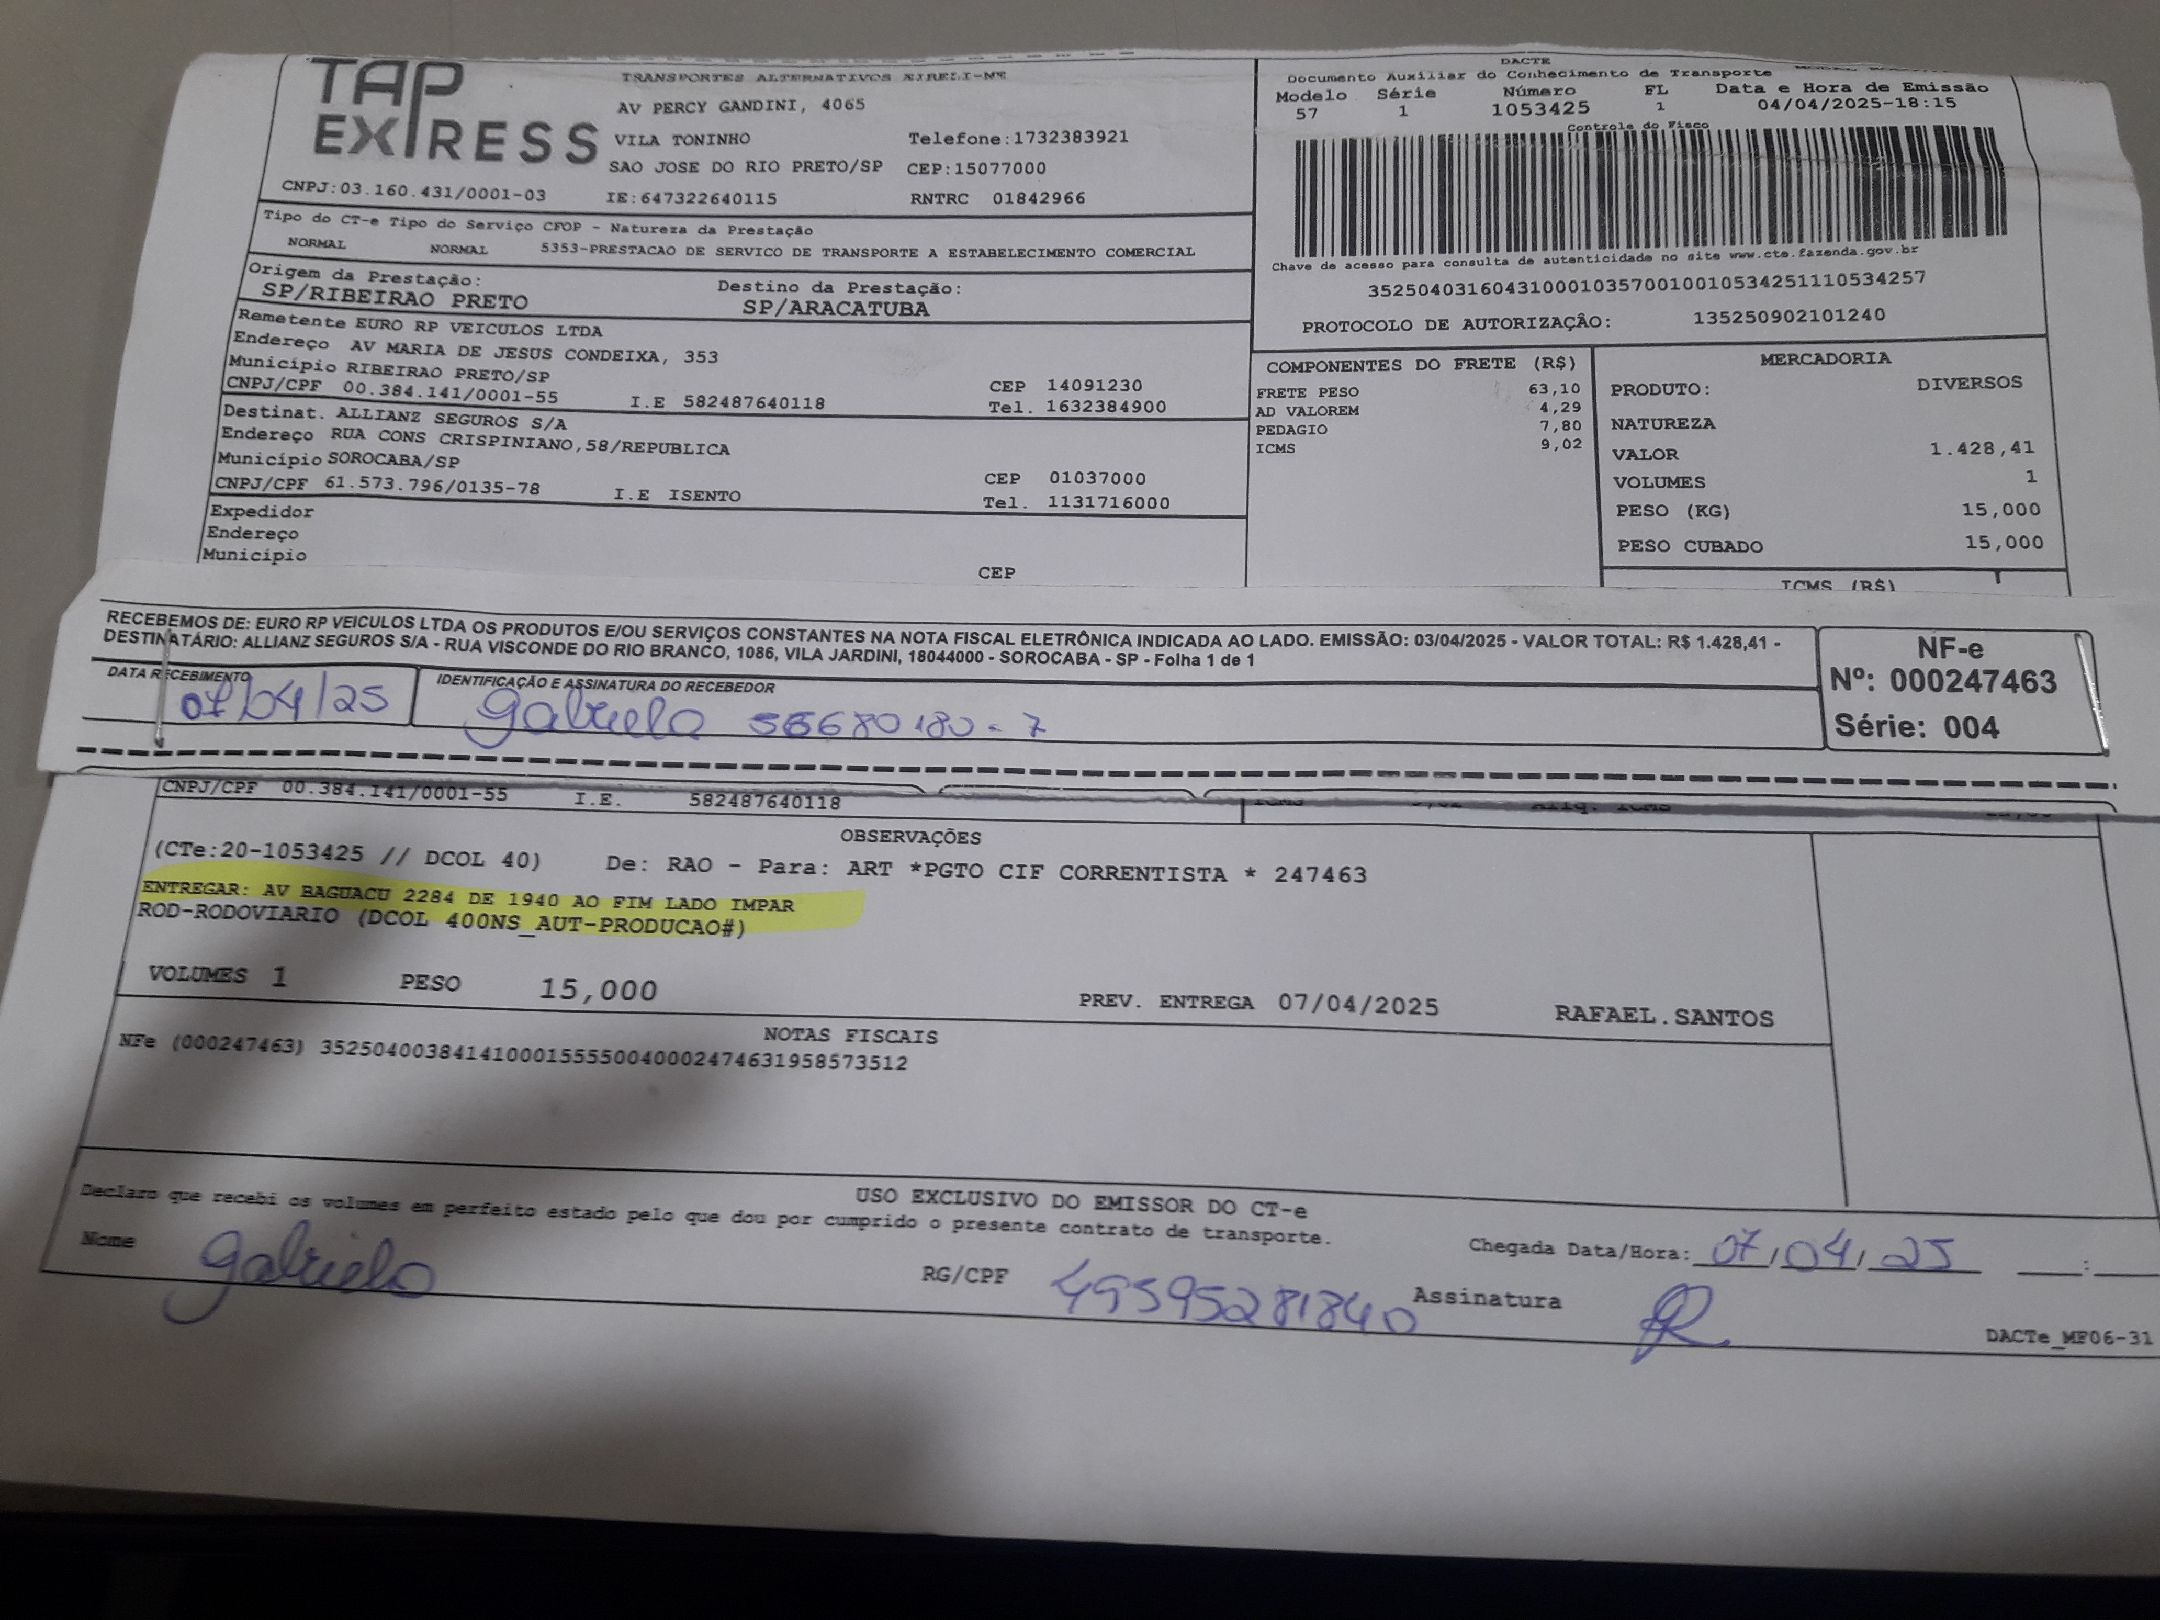 TAP
EXPRESS
TRANSPORTES ALTERNATIVOS EIRELI-ME
AV PERCY GANDINI, 4065
VILA TONINHO Telefone:1732383921
SAO JOSE DO RIO PRETO/SP CEP:15077000
CNPJ:03.160.431/0001-03 IE:647322640115 RNTRC 01842966
Tipo do CT-e Tipo do Serviço CFOP - Natureza da Prestação
NORMAL NORMAL 5353-PRESTACAO DE SERVICO DE TRANSPORTE A ESTABELECIMENTO COMERCIAL
Origem da Prestação: Destino da Prestação:
SP/RIBEIRAO PRETO SP/ARACATUBA
Remetente EURO RP VEICULOS LTDA
Endereço AV MARIA DE JESUS CONDEIXA, 353
Município RIBEIRAO PRETO/SP CEP 14091230
CNPJ/CPF 00.384.141/0001-55 I.E 582487640118 Tel. 1632384900
Destinat. ALLIANZ SEGUROS S/A
Endereço RUA CONS CRISPINIANO,58/REPUBLICA
Município SOROCABA/SP CEP 01037000
CNPJ/CPF 61.573.796/0135-78 I.E ISENTO Tel. 1131716000
Expedidor
Endereço
Município
CEP
DACTE
Documento Auxiliar do Conhecimento de Transporte
Modelo Série Número FL Data e Hora de Emissão
57 1 1053425 1 04/04/2025-18:15
Controle do Fisco
Chave de acesso para consulta de autenticidade no site www.cte.fazenda.gov.br
35250403160431000103570010010534251110534257
PROTOCOLO DE AUTORIZAÇÂO: 135250902101240
COMPONENTES DO FRETE (R$)
FRETE PESO 63,10
AD VALOREM 4,29
PEDAGIO 7,80
ICMS 9,02
MERCADORIA
PRODUTO: DIVERSOS
NATUREZA
VALOR 1.428,41
VOLUMES 1
PESO (KG) 15,000
PESO CUBADO 15,000
ICMS (R$)
RECEBEMOS DE: EURO RP VEICULOS LTDA OS PRODUTOS E/OU SERVIÇOS CONSTANTES NA NOTA FISCAL ELETRÔNICA INDICADA AO LADO. EMISSÃO: 03/04/2025 - VALOR TOTAL: R$ 1.428,41 -
DESTINATÁRIO: ALLIANZ SEGUROS S/A - RUA VISCONDE DO RIO BRANCO, 1086, VILA JARDINI, 18044000 - SOROCABA - SP - Folha 1 de 1
DATA RECEBIMENTO IDENTIFICAÇÃO E ASSINATURA DO RECEBEDOR
07/04/25 gabriela 58680180-7
NF-e
Nº: 000247463
Série: 004
CNPJ/CPF 00.384.141/0001-55 I.E. 582487640118
OBSERVAÇÕES
(CTe:20-1053425 // DCOL 40) De: RAO - Para: ART *PGTO CIF CORRENTISTA * 247463
ENTREGAR: AV BAGUACU 2284 DE 1940 AO FIM LADO IMPAR
ROD-RODOVIARIO (DCOL 400NS_AUT-PRODUCAO#)
VOLUMES 1 PESO 15,000 PREV. ENTREGA 07/04/2025 RAFAEL.SANTOS
NOTAS FISCAIS
NFe (000247463) 35250400384141000155550040002474631958573512
USO EXCLUSIVO DO EMISSOR DO CT-e
Declaro que recebi os volumes em perfeito estado pelo que dou por cumprido o presente contrato de transporte.
Nome gabriela RG/CPF 49595281840 Assinatura
Chegada Data/Hora: 07/04/25 :
DACTe_MF06-31